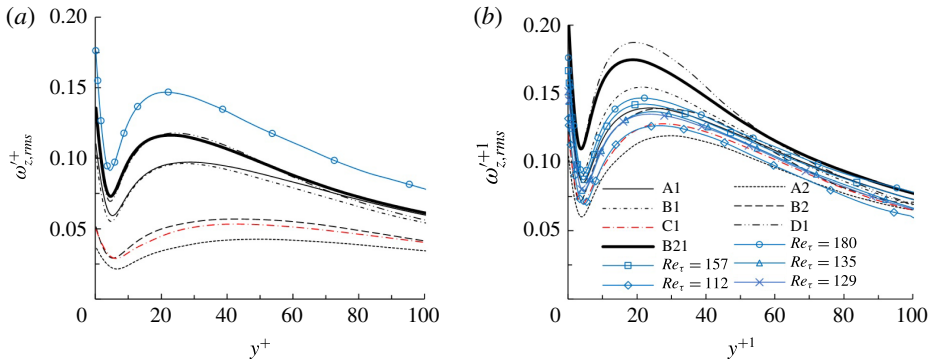 (a)
0.20
0.15
0.10
0.05
ω′⁺z,rms
0
20
40
60
80
100
y⁺
(b)
0.20
0.15
0.10
0.05
ω′⁺¹z,rms
0
20
40
60
80
100
y⁺¹
A1
A2
B1
B2
C1
D1
B21
Reτ = 180
Reτ = 157
Reτ = 135
Reτ = 112
Reτ = 129